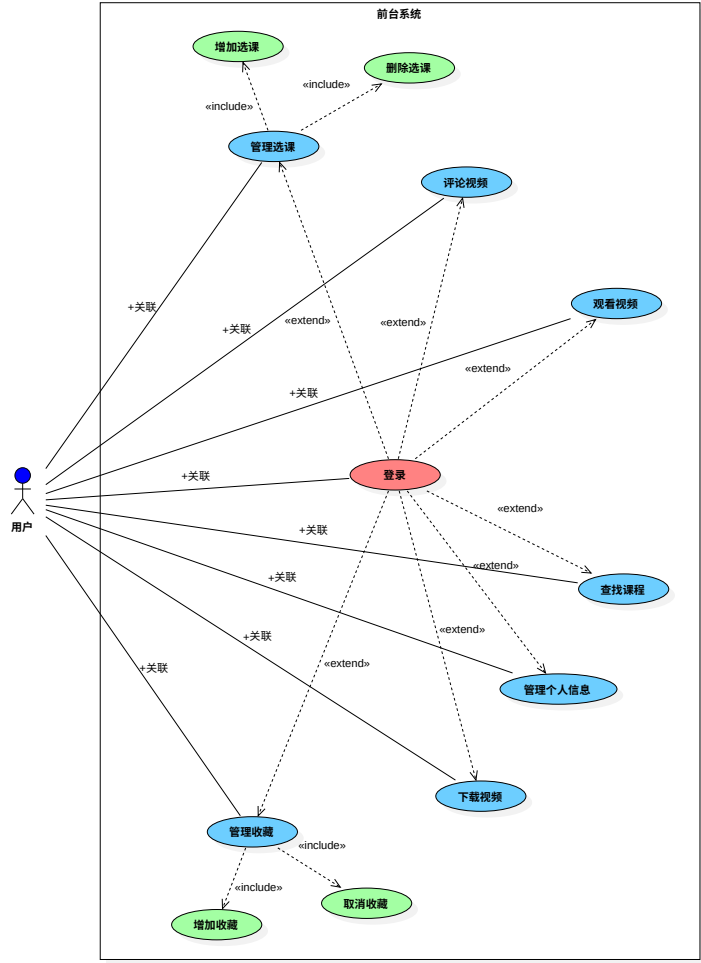 前台系统
增加选课
删除选课
«include»
«include»
管理选课
评论视频
观看视频
+关联
+关联
«extend»
«extend»
«extend»
+关联
登录
+关联
用户
«extend»
+关联
«extend»
+关联
查找课程
«extend»
+关联
«extend»
+关联
管理个人信息
下载视频
管理收藏
«include»
«include»
取消收藏
增加收藏